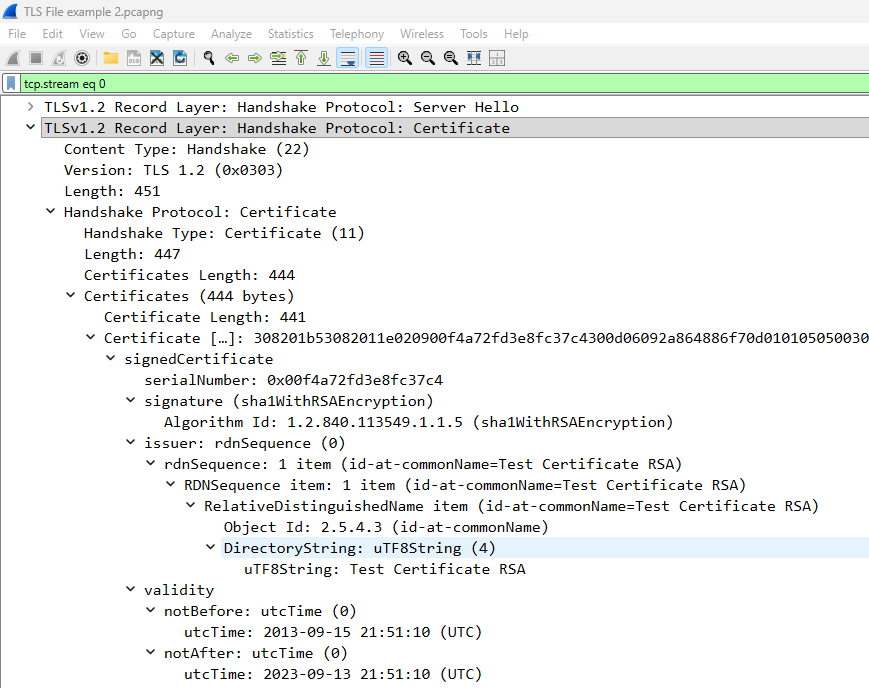 TLS File example 2.pcapng
File Edit View Go Capture Analyze Statistics Telephony Wireless Tools Help
tcp.stream eq 0
TLSv1.2 Record Layer: Handshake Protocol: Server Hello
TLSv1.2 Record Layer: Handshake Protocol: Certificate
Content Type: Handshake (22)
Version: TLS 1.2 (0x0303)
Length: 451
Handshake Protocol: Certificate
Handshake Type: Certificate (11)
Length: 447
Certificates Length: 444
Certificates (444 bytes)
Certificate Length: 441
Certificate […]: 308201b53082011e020900f4a72fd3e8fc37c4300d06092a864886f70d010105050030
signedCertificate
serialNumber: 0x00f4a72fd3e8fc37c4
signature (sha1WithRSAEncryption)
Algorithm Id: 1.2.840.113549.1.1.5 (sha1WithRSAEncryption)
issuer: rdnSequence (0)
rdnSequence: 1 item (id-at-commonName=Test Certificate RSA)
RDNSequence item: 1 item (id-at-commonName=Test Certificate RSA)
RelativeDistinguishedName item (id-at-commonName=Test Certificate RSA)
Object Id: 2.5.4.3 (id-at-commonName)
DirectoryString: uTF8String (4)
uTF8String: Test Certificate RSA
validity
notBefore: utcTime (0)
utcTime: 2013-09-15 21:51:10 (UTC)
notAfter: utcTime (0)
utcTime: 2023-09-13 21:51:10 (UTC)